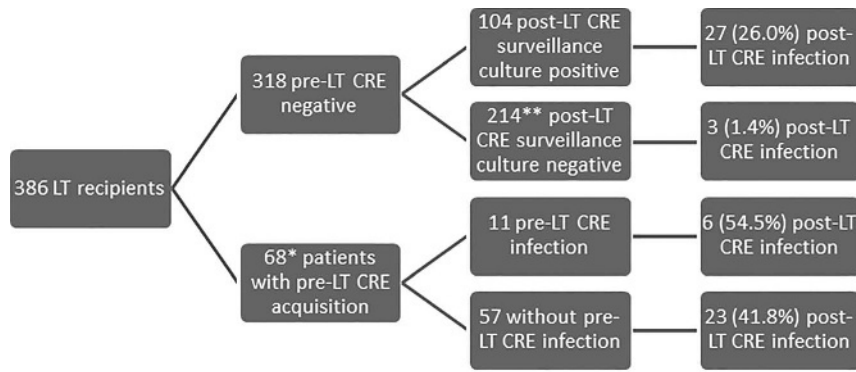 386 LT recipients
318 pre-LT CRE
negative
68* patients
with pre-LT CRE
acquisition
104 post-LT CRE
surveillance
culture positive
214** post-LT
CRE surveillance
culture negative
11 pre-LT CRE
infection
57 without pre-
LT CRE infection
27 (26.0%) post-
LT CRE infection
3 (1.4%) post-LT
CRE infection
6 (54.5%) post-LT
CRE infection
23 (41.8%) post-
LT CRE infection